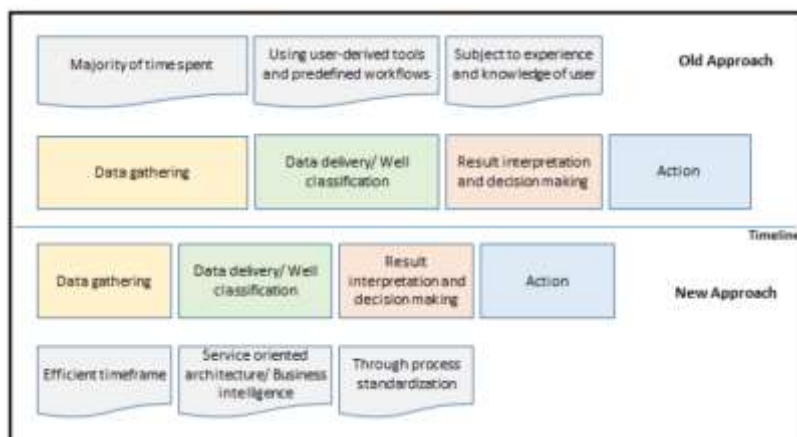 Majority of time spent
Using user-derived tools
and predefined workflows
Subject to experience
and knowledge of user
Old Approach
Data gathering
Data delivery/ Well
classification
Result interpretation
and decision making
Action
Timeline
Data gathering
Data delivery/ Well
classification
Result
interpretation and
decision making
Action
New Approach
Efficient timeframe
Service oriented
architecture/ Business
intelligence
Through process
standardization